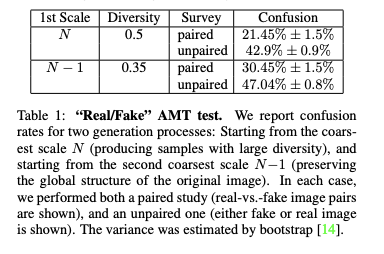 1st Scale Diversity Survey Confusion
N 0.5 paired 21.45% ± 1.5%
unpaired 42.9% ± 0.9%
N − 1 0.35 paired 30.45% ± 1.5%
unpaired 47.04% ± 0.8%
Table 1: “Real/Fake” AMT test. We report confusion
rates for two generation processes: Starting from the coars-
est scale N (producing samples with large diversity), and
starting from the second coarsest scale N−1 (preserving
the global structure of the original image). In each case,
we performed both a paired study (real-vs.-fake image pairs
are shown), and an unpaired one (either fake or real image
is shown). The variance was estimated by bootstrap [14].